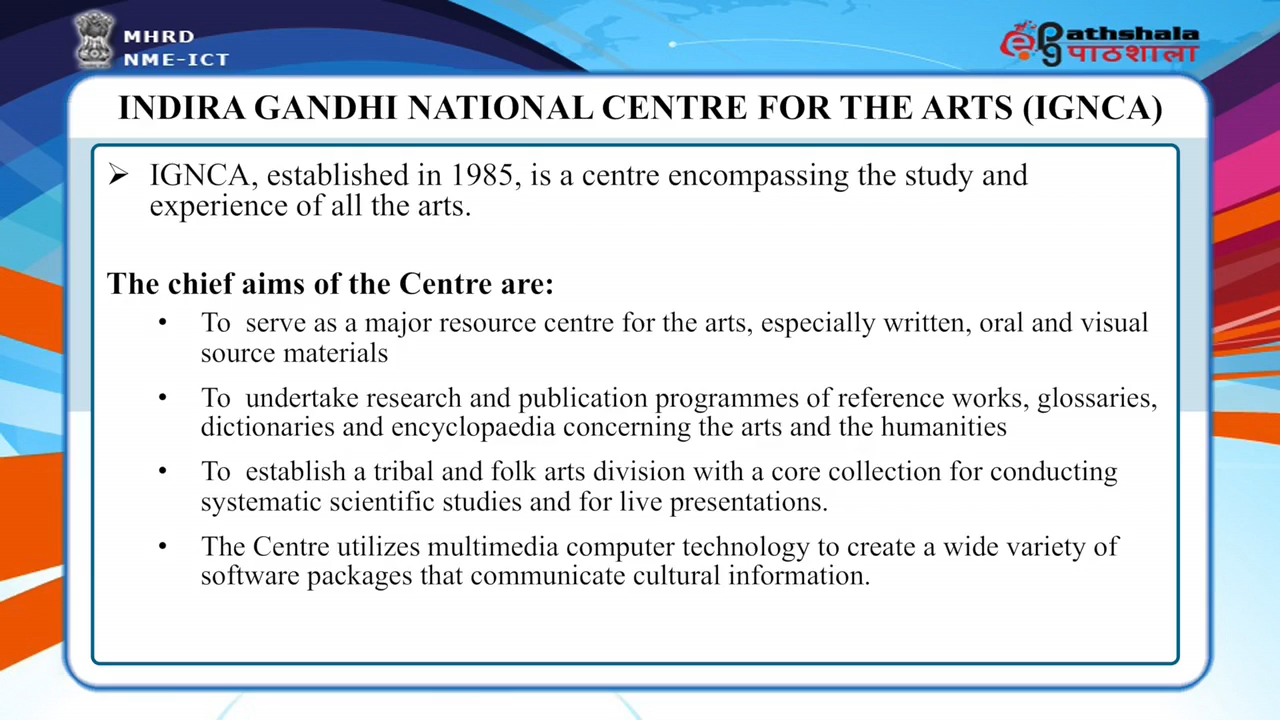 MHRD
NME-ICT
ePathshala
पाठशाला
INDIRA GANDHI NATIONAL CENTRE FOR THE ARTS (IGNCA)
➢ IGNCA, established in 1985, is a centre encompassing the study and
experience of all the arts.
The chief aims of the Centre are:
• To serve as a major resource centre for the arts, especially written, oral and visual
source materials
• To undertake research and publication programmes of reference works, glossaries,
dictionaries and encyclopaedia concerning the arts and the humanities
• To establish a tribal and folk arts division with a core collection for conducting
systematic scientific studies and for live presentations.
• The Centre utilizes multimedia computer technology to create a wide variety of
software packages that communicate cultural information.